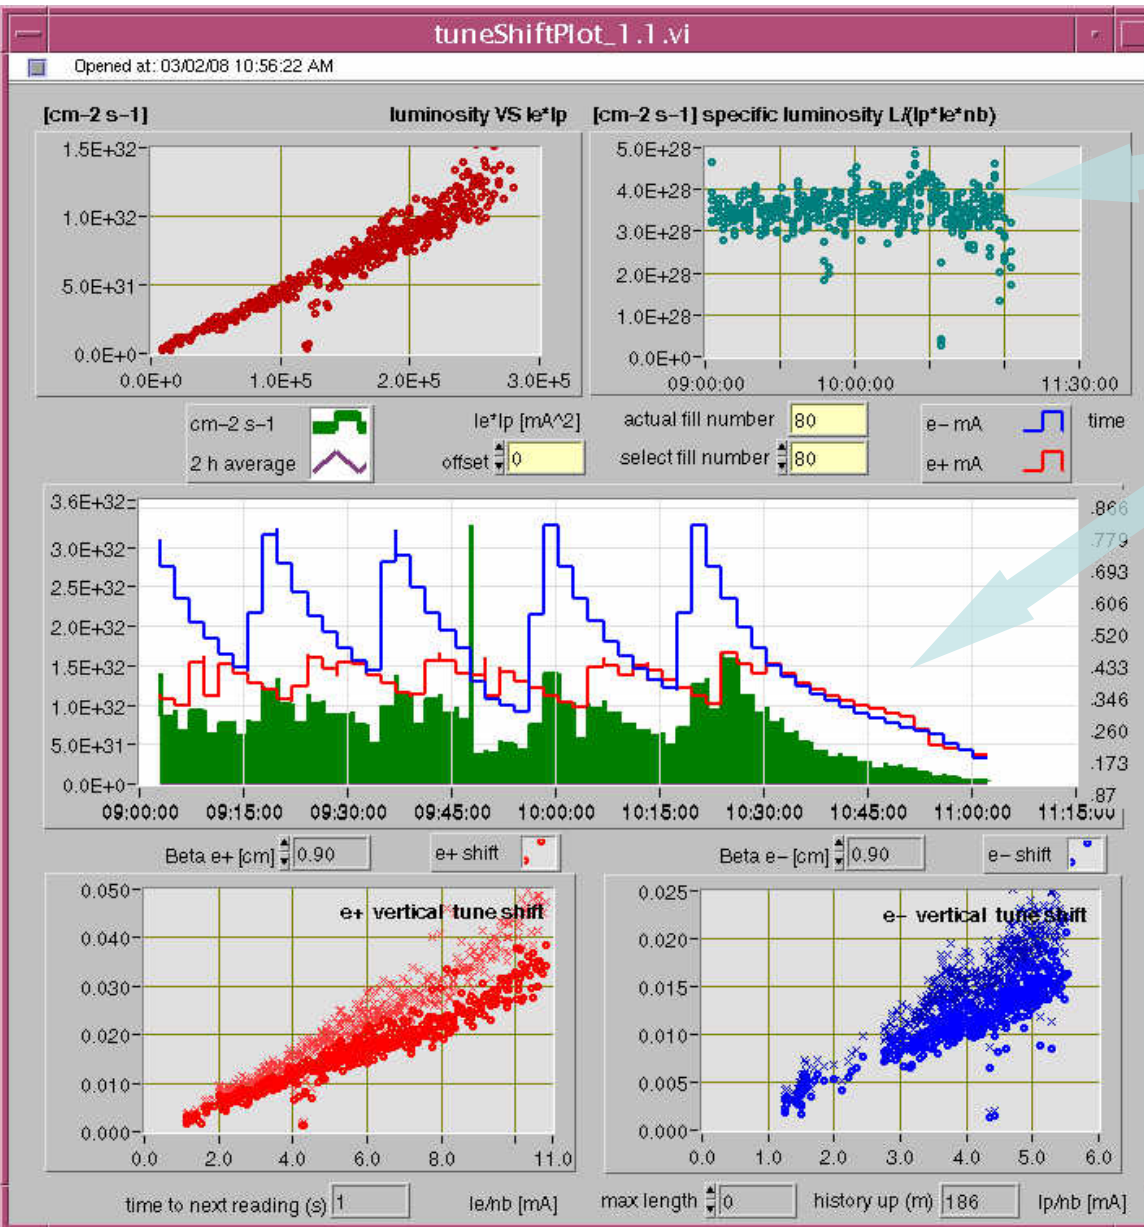 tuneShiftPlot_1.1.vi
Opened at: 03/02/08 10:56:22 AM
[cm-2 s-1] luminosity VS Ie*Ip
[cm-2 s-1] specific luminosity L/(Ip*Ie*nb)
1.5E+32
1.0E+32
5.0E+31
0.0E+0
0.0E+0 1.0E+5 2.0E+5 3.0E+5
5.0E+28
4.0E+28
3.0E+28
2.0E+28
1.0E+28
0.0E+0
09:00:00 10:00:00 11:30:00
cm-2 s-1
2 h average
Ie*Ip [mA^2]
offset 0
actual fill number 80
select fill number 80
e- mA
e+ mA
time
3.6E+32
3.0E+32
2.5E+32
2.0E+32
1.5E+32
1.0E+32
5.0E+31
0.0E+0
.866
.779
.693
.606
.520
.433
.346
.260
.173
.87
09:00:00 09:15:00 09:30:00 09:45:00 10:00:00 10:15:00 10:30:00 10:45:00 11:00:00 11:15:00
Beta e+ [cm] 0.90 e+ shift
Beta e- [cm] 0.90 e- shift
e+ vertical tune shift
0.050
0.040
0.030
0.020
0.010
0.000
0.0 2.0 4.0 6.0 8.0 11.0
e- vertical tune shift
0.025
0.020
0.015
0.010
0.005
0.000
0.0 1.0 2.0 3.0 4.0 5.0 6.0
time to next reading (s) 1 Ie/nb [mA]
max length 0 history up (m) 186 Ip/nb [mA]